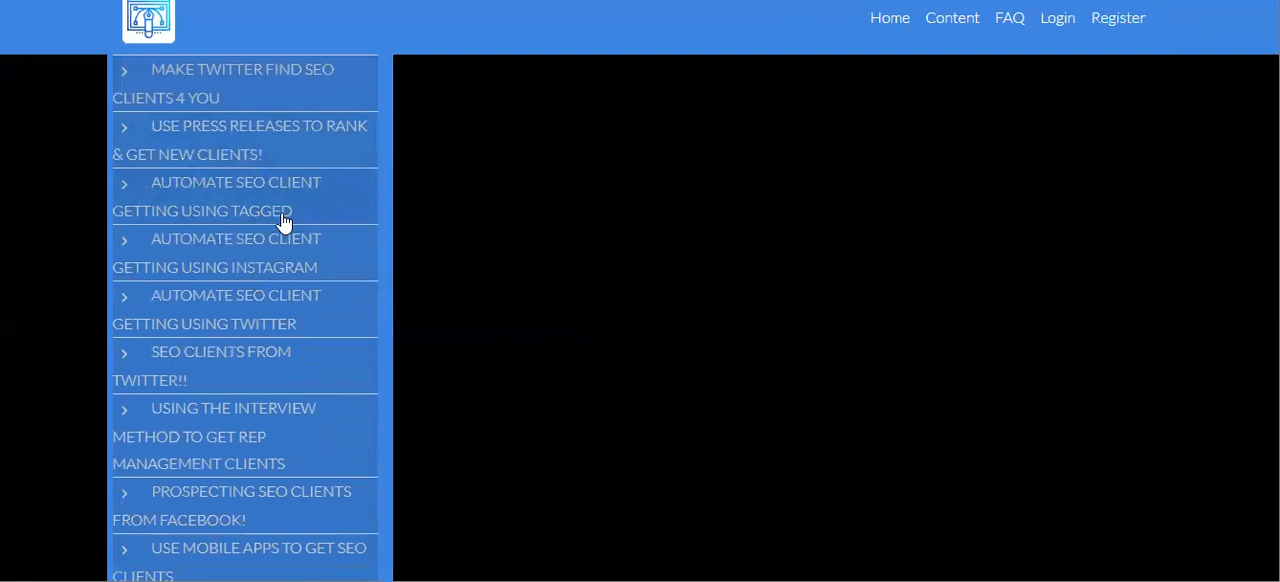 Home Content FAQ Login Register
MAKE TWITTER FIND SEO
CLIENTS 4 YOU
USE PRESS RELEASES TO RANK
& GET NEW CLIENTS!
AUTOMATE SEO CLIENT
GETTING USING TAGGED
AUTOMATE SEO CLIENT
GETTING USING INSTAGRAM
AUTOMATE SEO CLIENT
GETTING USING TWITTER
SEO CLIENTS FROM
TWITTER!!
USING THE INTERVIEW
METHOD TO GET REP
MANAGEMENT CLIENTS
PROSPECTING SEO CLIENTS
FROM FACEBOOK!
USE MOBILE APPS TO GET SEO
CLIENTS